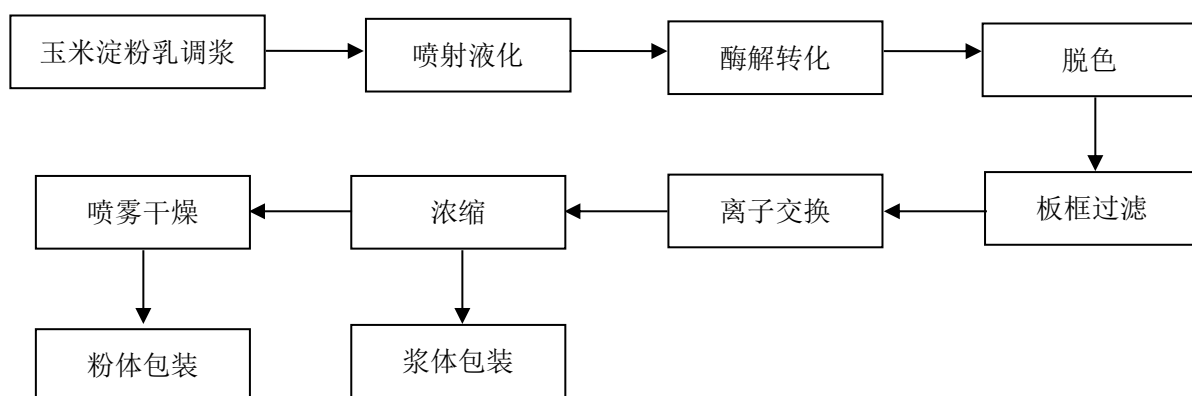 玉米淀粉乳调浆
喷射液化
酶解转化
脱色
喷雾干燥
浓缩
离子交换
板框过滤
粉体包装
浆体包装